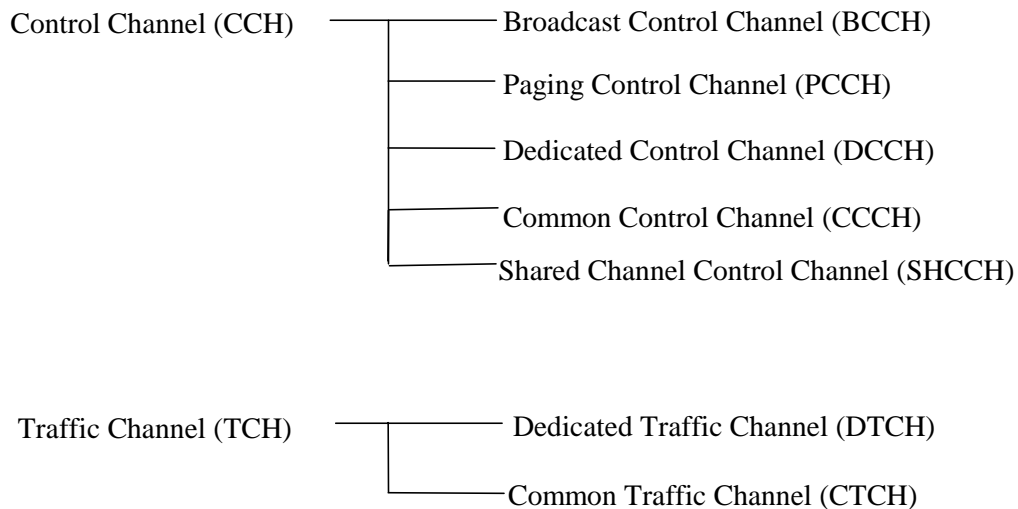 Control Channel (CCH)
Broadcast Control Channel (BCCH)
Paging Control Channel (PCCH)
Dedicated Control Channel (DCCH)
Common Control Channel (CCCH)
Shared Channel Control Channel (SHCCH)
Traffic Channel (TCH)
Dedicated Traffic Channel (DTCH)
Common Traffic Channel (CTCH)